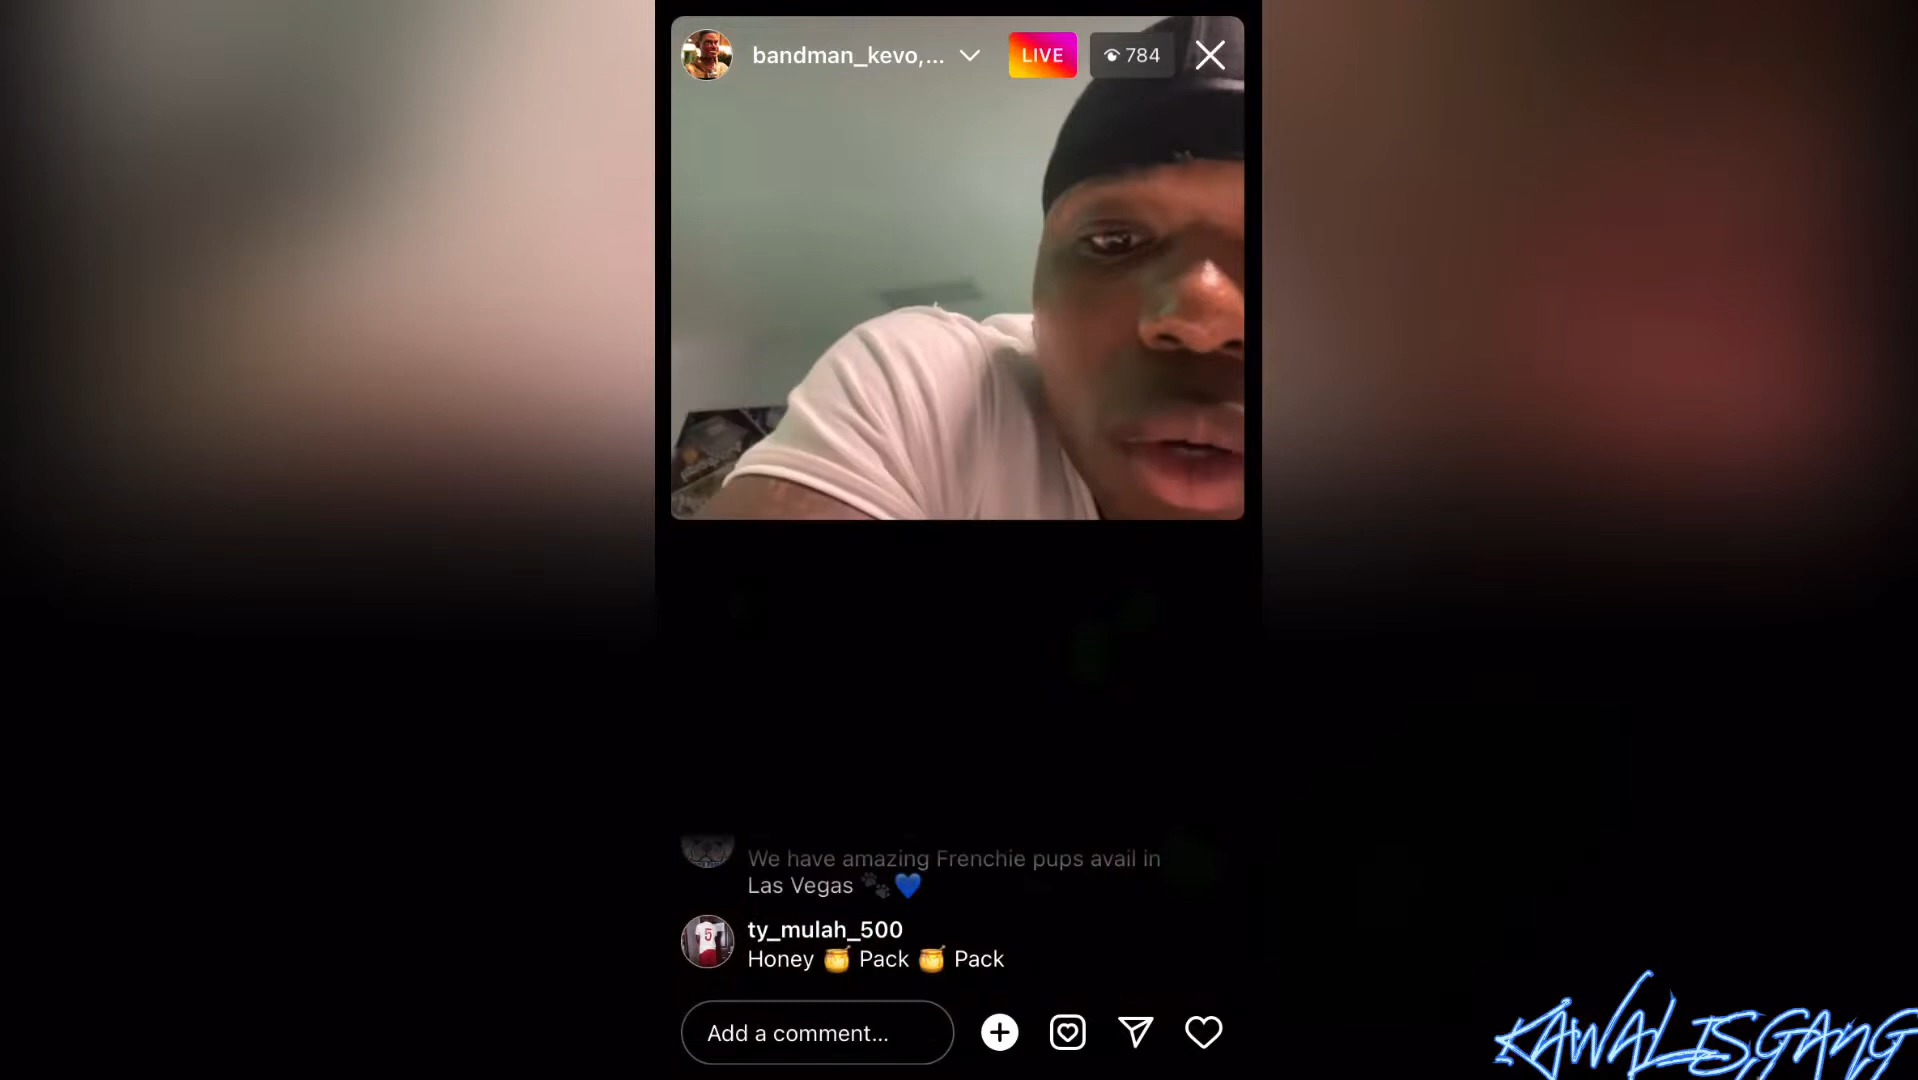 bandman_kevo,...
LIVE
784
We have amazing Frenchie pups avail in
Las Vegas 🐾💙
ty_mulah_500
Honey 🍯 Pack 🍯 Pack
Add a comment...
KAWALISGANG